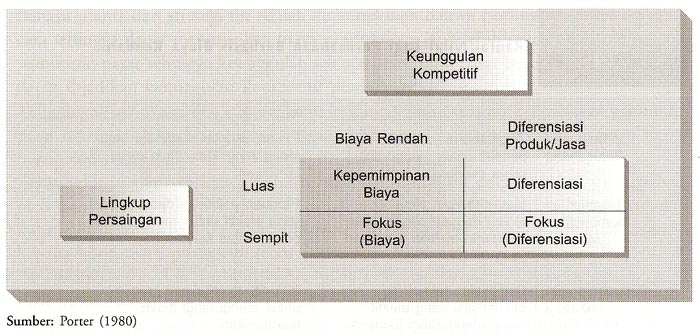 Keunggulan
Kompetitif
Biaya Rendah
Diferensiasi
Produk/Jasa
Lingkup
Persaingan
Luas
Kepemimpinan
Biaya
Diferensiasi
Sempit
Fokus
(Biaya)
Fokus
(Diferensiasi)
Sumber: Porter (1980)